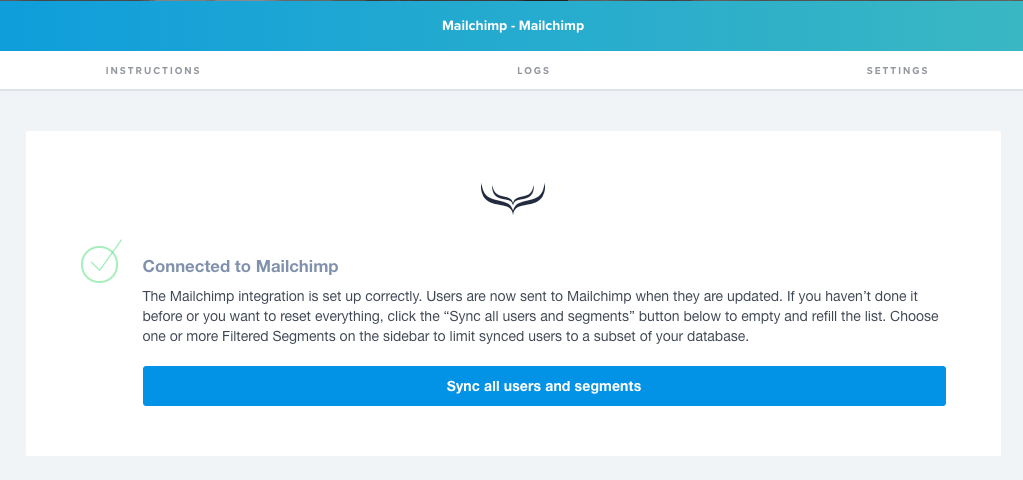 Mailchimp - Mailchimp
INSTRUCTIONS
LOGS
SETTINGS
Connected to Mailchimp
The Mailchimp integration is set up correctly. Users are now sent to Mailchimp when they are updated. If you haven’t done it
before or you want to reset everything, click the “Sync all users and segments” button below to empty and refill the list. Choose
one or more Filtered Segments on the sidebar to limit synced users to a subset of your database.
Sync all users and segments